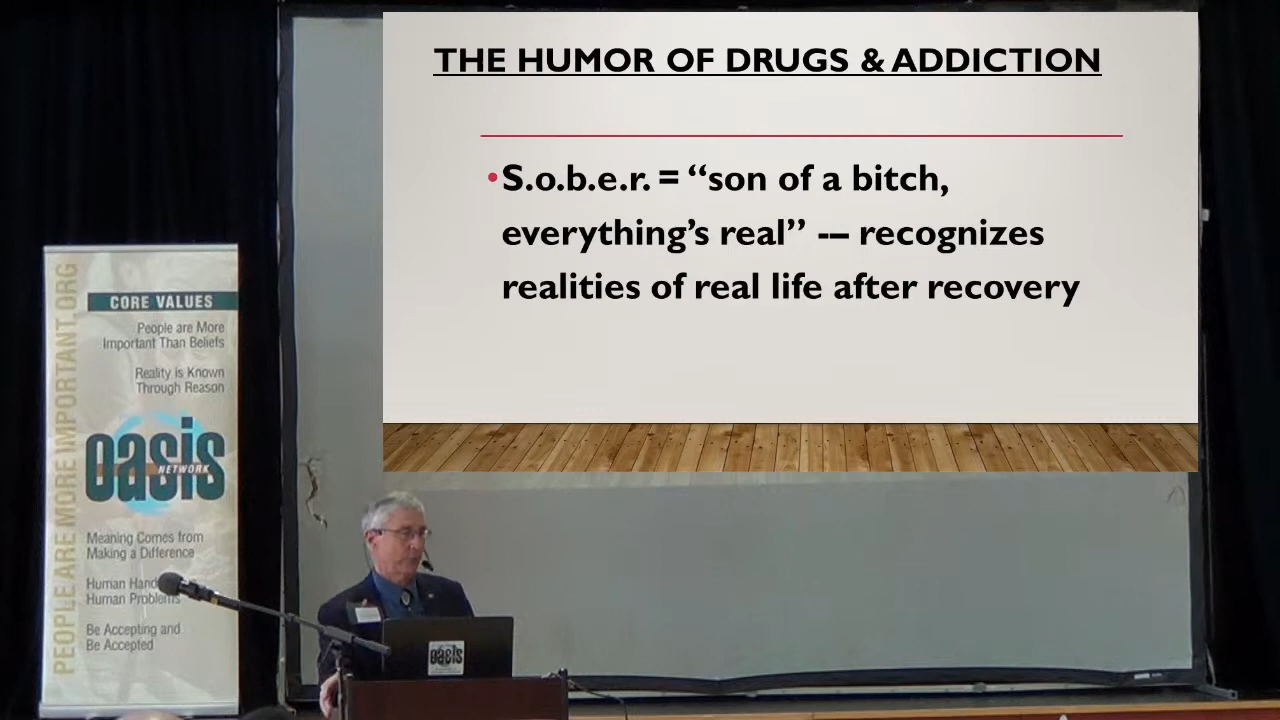 THE HUMOR OF DRUGS & ADDICTION
•S.o.b.e.r. = “son of a bitch,
everything’s real” -– recognizes
realities of real life after recovery
PEOPLE ARE MORE IMPORTANT.ORG
CORE VALUES
People are More
Important Than Beliefs
Reality is Known
Through Reason
oasis
NETWORK
Meaning Comes from
Making a Difference
Human
Human Problems
Be Accepting and
Be Accepted
oasis